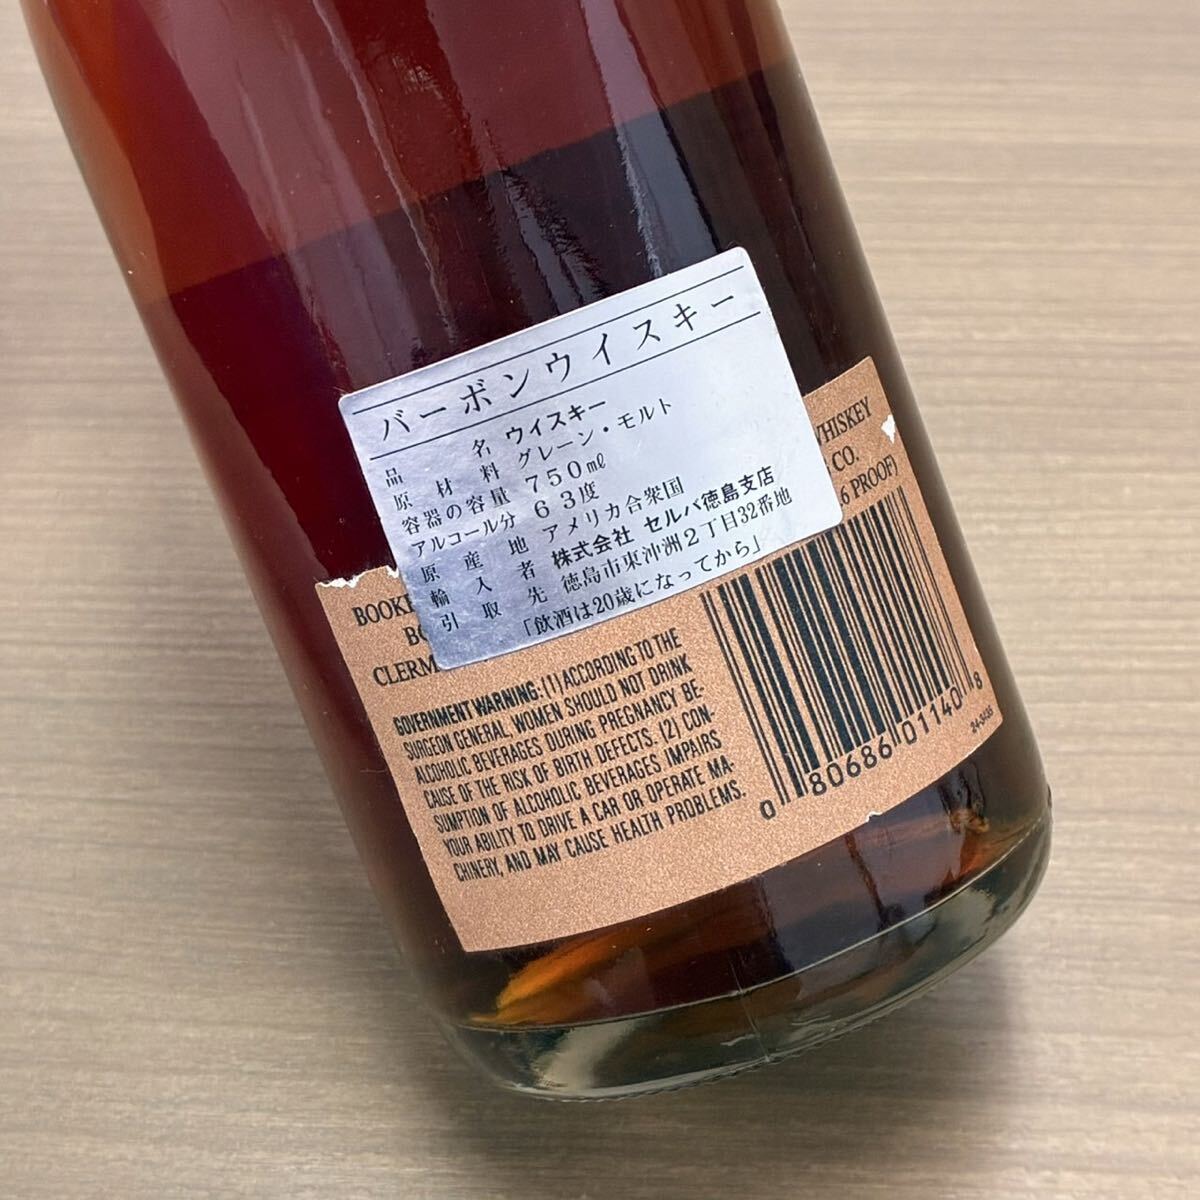 バーボンウイスキー
品名 ウイスキー
原材料 グレーン・モルト
容器の容量 750㎖
アルコール分 63度
原産地 アメリカ合衆国
輸入者 株式会社 セルバ徳島支店
引取先 徳島市東沖洲2丁目32番地
「飲酒は20歳になってから」
WHISKEY
CO.
.6 PROOF)
GOVERNMENT WARNING: (1) ACCORDING TO THE
SURGEON GENERAL, WOMEN SHOULD NOT DRINK
ALCOHOLIC BEVERAGES DURING PREGNANCY BE-
CAUSE OF THE RISK OF BIRTH DEFECTS. (2) CON-
SUMPTION OF ALCOHOLIC BEVERAGES IMPAIRS
YOUR ABILITY TO DRIVE A CAR OR OPERATE MA-
CHINERY, AND MAY CAUSE HEALTH PROBLEMS.
0 80686 01140 8
24-3435